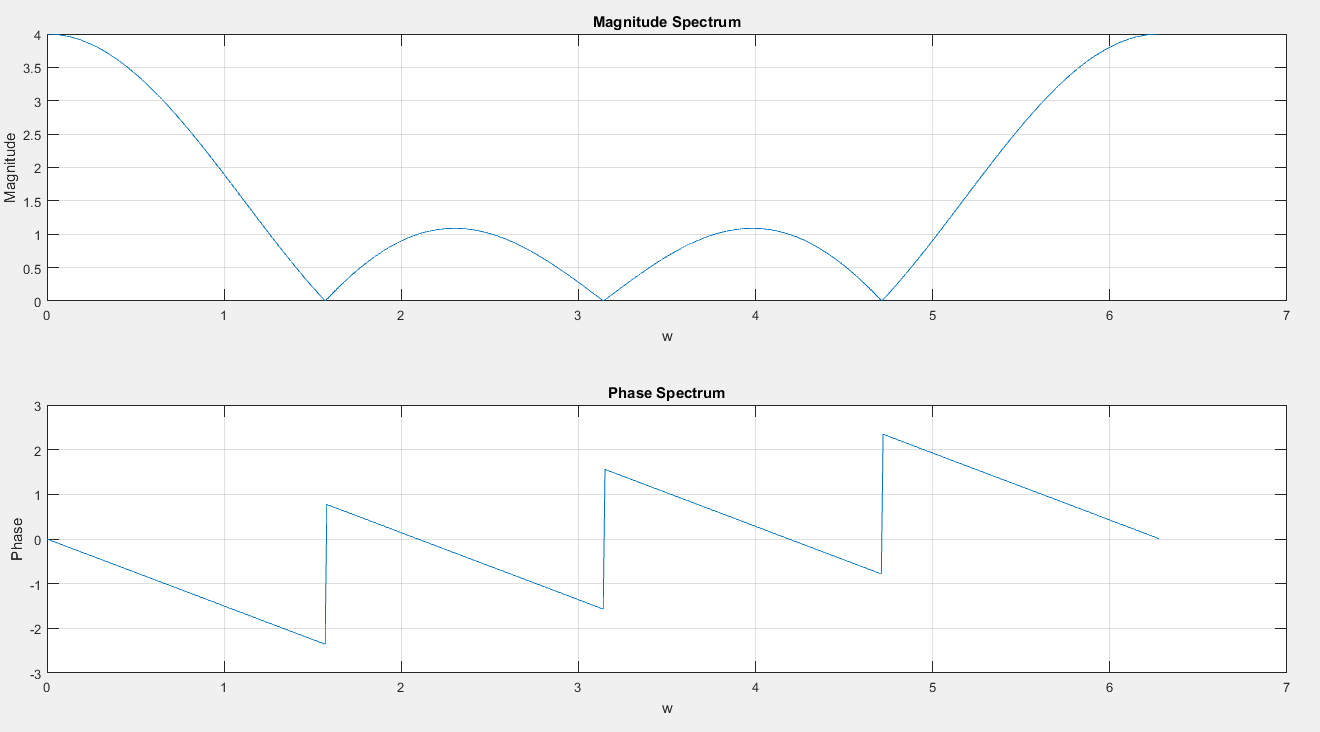 Magnitude Spectrum
4
3.5
3
2.5
2
1.5
1
0.5
0
Magnitude
0 1 2 3 4 5 6 7
w
Phase Spectrum
3
2
1
0
-1
-2
-3
Phase
0 1 2 3 4 5 6 7
w